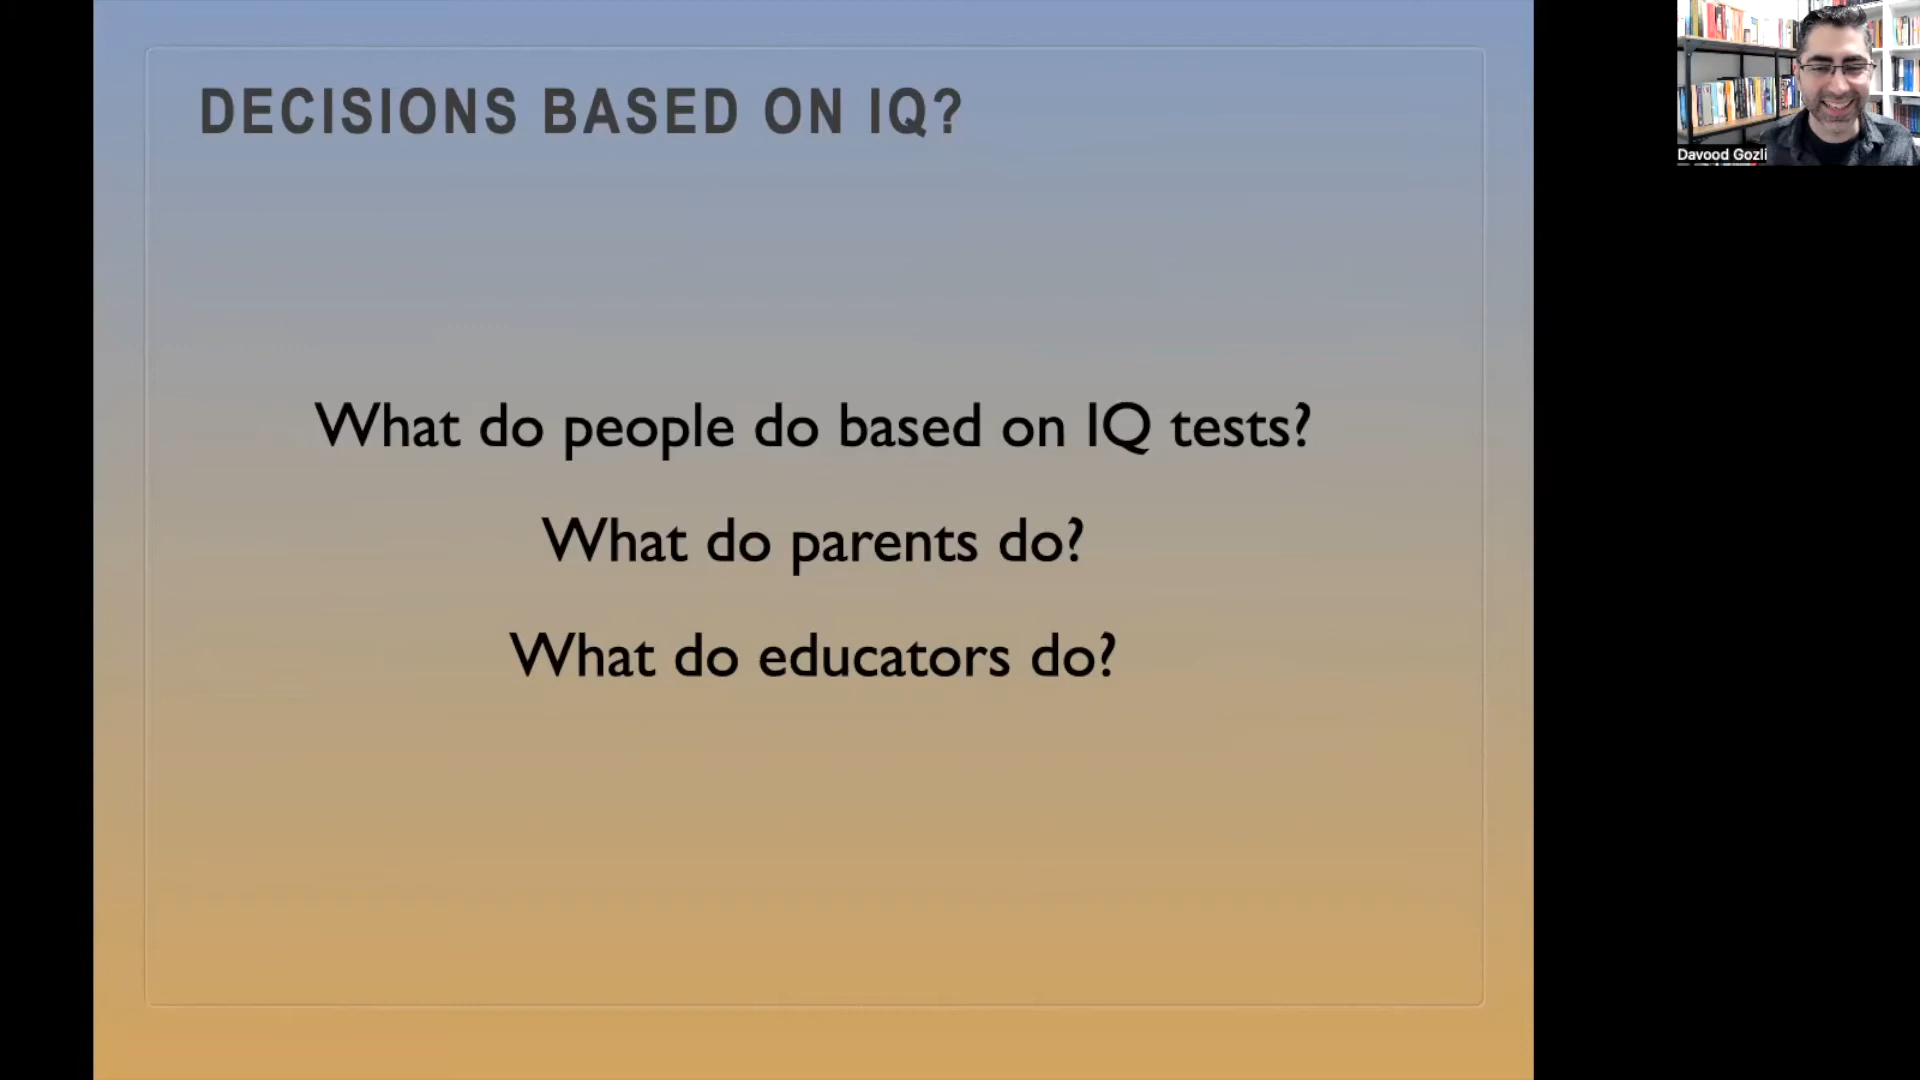 DECISIONS BASED ON IQ?
What do people do based on IQ tests?
What do parents do?
What do educators do?
Davood Gozli